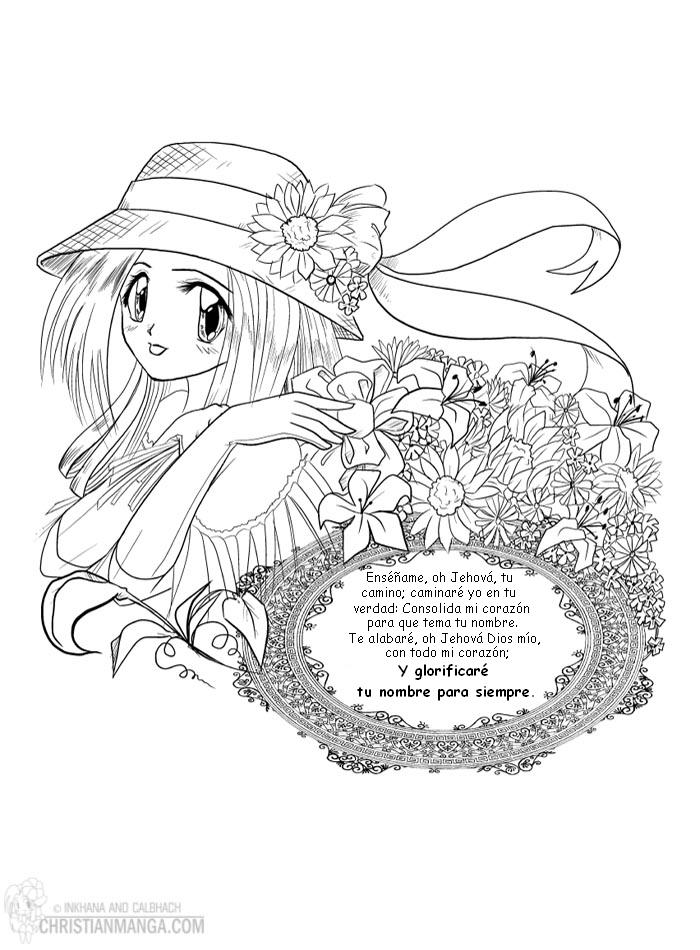 Enséñame, oh Jehová, tu
camino; caminaré yo en tu
verdad: Consolida mi corazón
para que tema tu nombre.
Te alabaré, oh Jehová Dios mío,
con todo mi corazón;
Y glorificaré
tu nombre para siempre.
© INKHANA AND CALBHACH
CHRISTIANMANGA.COM